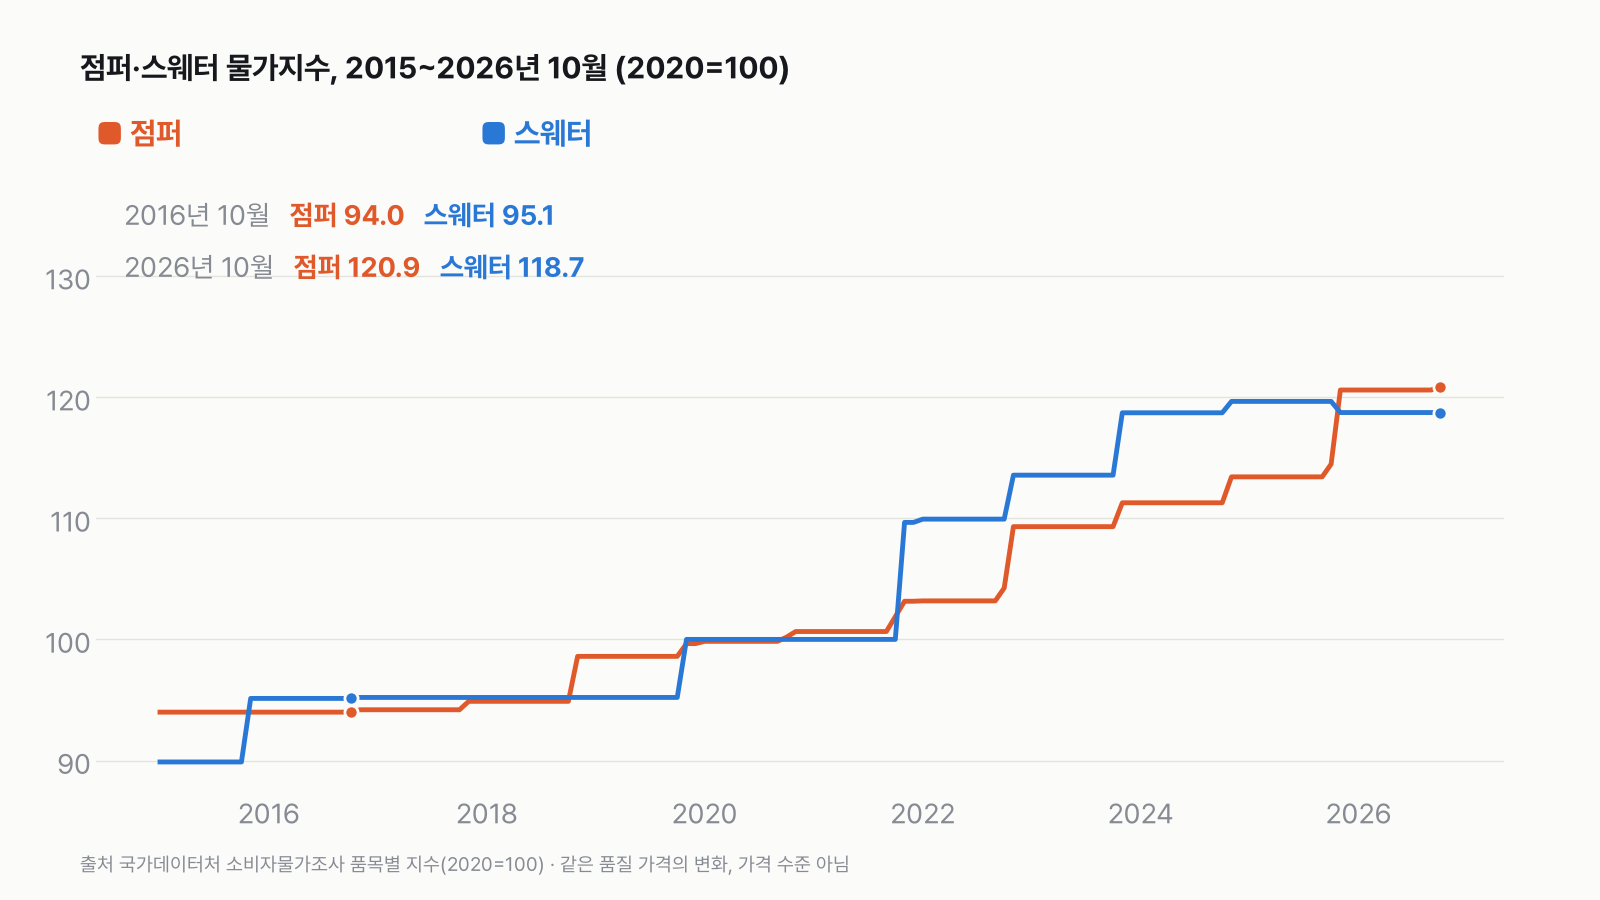 점퍼·스웨터 물가지수, 2015~2026년 10월 (2020=100)
점퍼 스웨터
2016년 10월 점퍼 94.0 스웨터 95.1
2026년 10월 점퍼 120.9 스웨터 118.7
130
120
110
100
90
2016 2018 2020 2022 2024 2026
출처 국가데이터처 소비자물가조사 품목별 지수(2020=100) · 같은 품질 가격의 변화, 가격 수준 아님